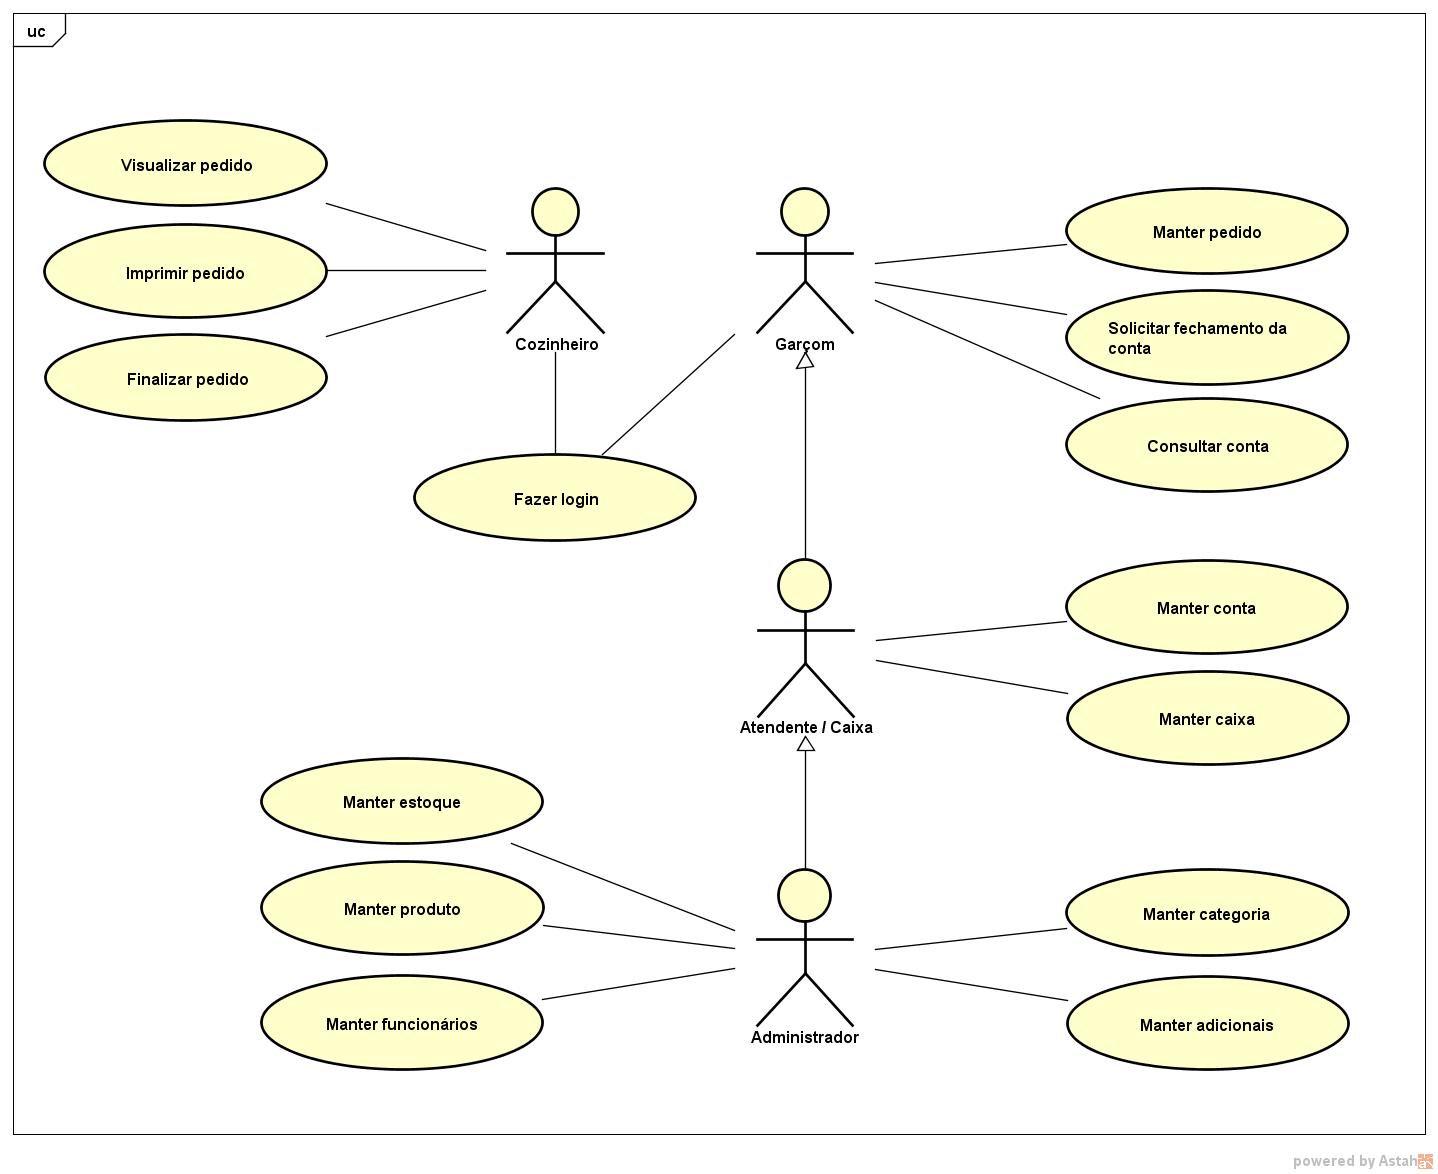 uc
Visualizar pedido
Imprimir pedido
Finalizar pedido
Cozinheiro
Garçom
Manter pedido
Solicitar fechamento da
conta
Consultar conta
Fazer login
Manter conta
Manter caixa
Atendente / Caixa
Manter estoque
Manter produto
Manter funcionários
Administrador
Manter categoria
Manter adicionais
powered by Astah